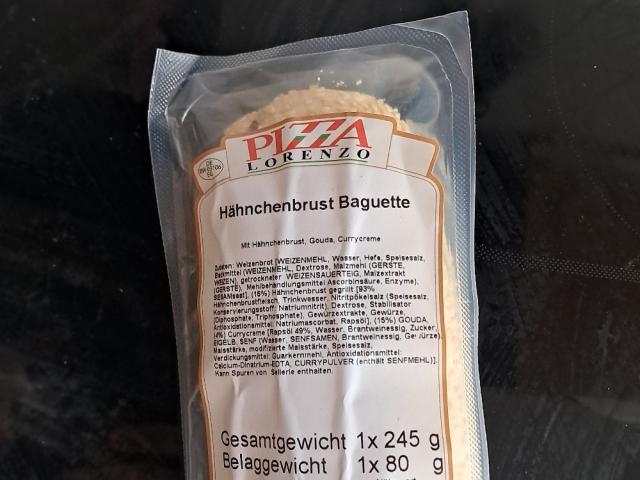 PIZZA
LORENZO
Hähnchenbrust Baguette
Mit Hähnchenbrust, Gouda, Currycreme
Zutaten: Weizenbrot [WEIZENMEHL, Wasser, Hefe, Speisesalz,
Backmittel (WEIZENMEHL, Dextrose, Malzmehl (GERSTE,
WEIZEN), getrockneter WEIZENSAUERTEIG, Malzextrakt
(GERSTE), Mehlbehandlungsmittel Ascorbinsäure, Enzyme),
SESAMsaat], (16%) Hähnchenbrust gegrillt [93%
Hähnchenbrustfleisch, Trinkwasser, Nitritpökelsalz (Speisesalz,
Konservierungsstoff: Natriumnitrit), Dextrose, Stabilisator
(Diphosphate, Triphosphate), Gewürzextrakte, Gewürze,
Antioxidationsmittel: Natriumascorbat, Rapsöl], (15%) GOUDA,
Currycreme [Rapsöl 49%, Wasser, Branntweinessig, Zucker,
EIGELB, SENF (Wasser, SENFSAMEN, Branntweinessig, Gewürze),
Maisstärke, modifizierte Maisstärke, Speisesalz,
Verdickungsmittel: Guarkernmehl, Antioxidationsmittel:
Calcium-Dinatrium-EDTA, CURRYPULVER (enthält SENFMEHL)].
Kann Spuren von Sellerie enthalten.
Gesamtgewicht 1x 245 g
Belaggewicht 1x 80 g